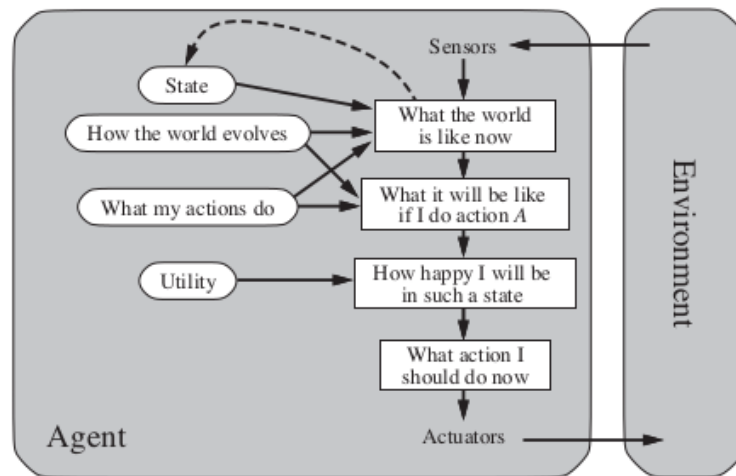 Sensors
State
What the world
is like now
How the world evolves
What my actions do
What it will be like
if I do action A
Utility
How happy I will be
in such a state
What action I
should do now
Agent
Actuators
Environment